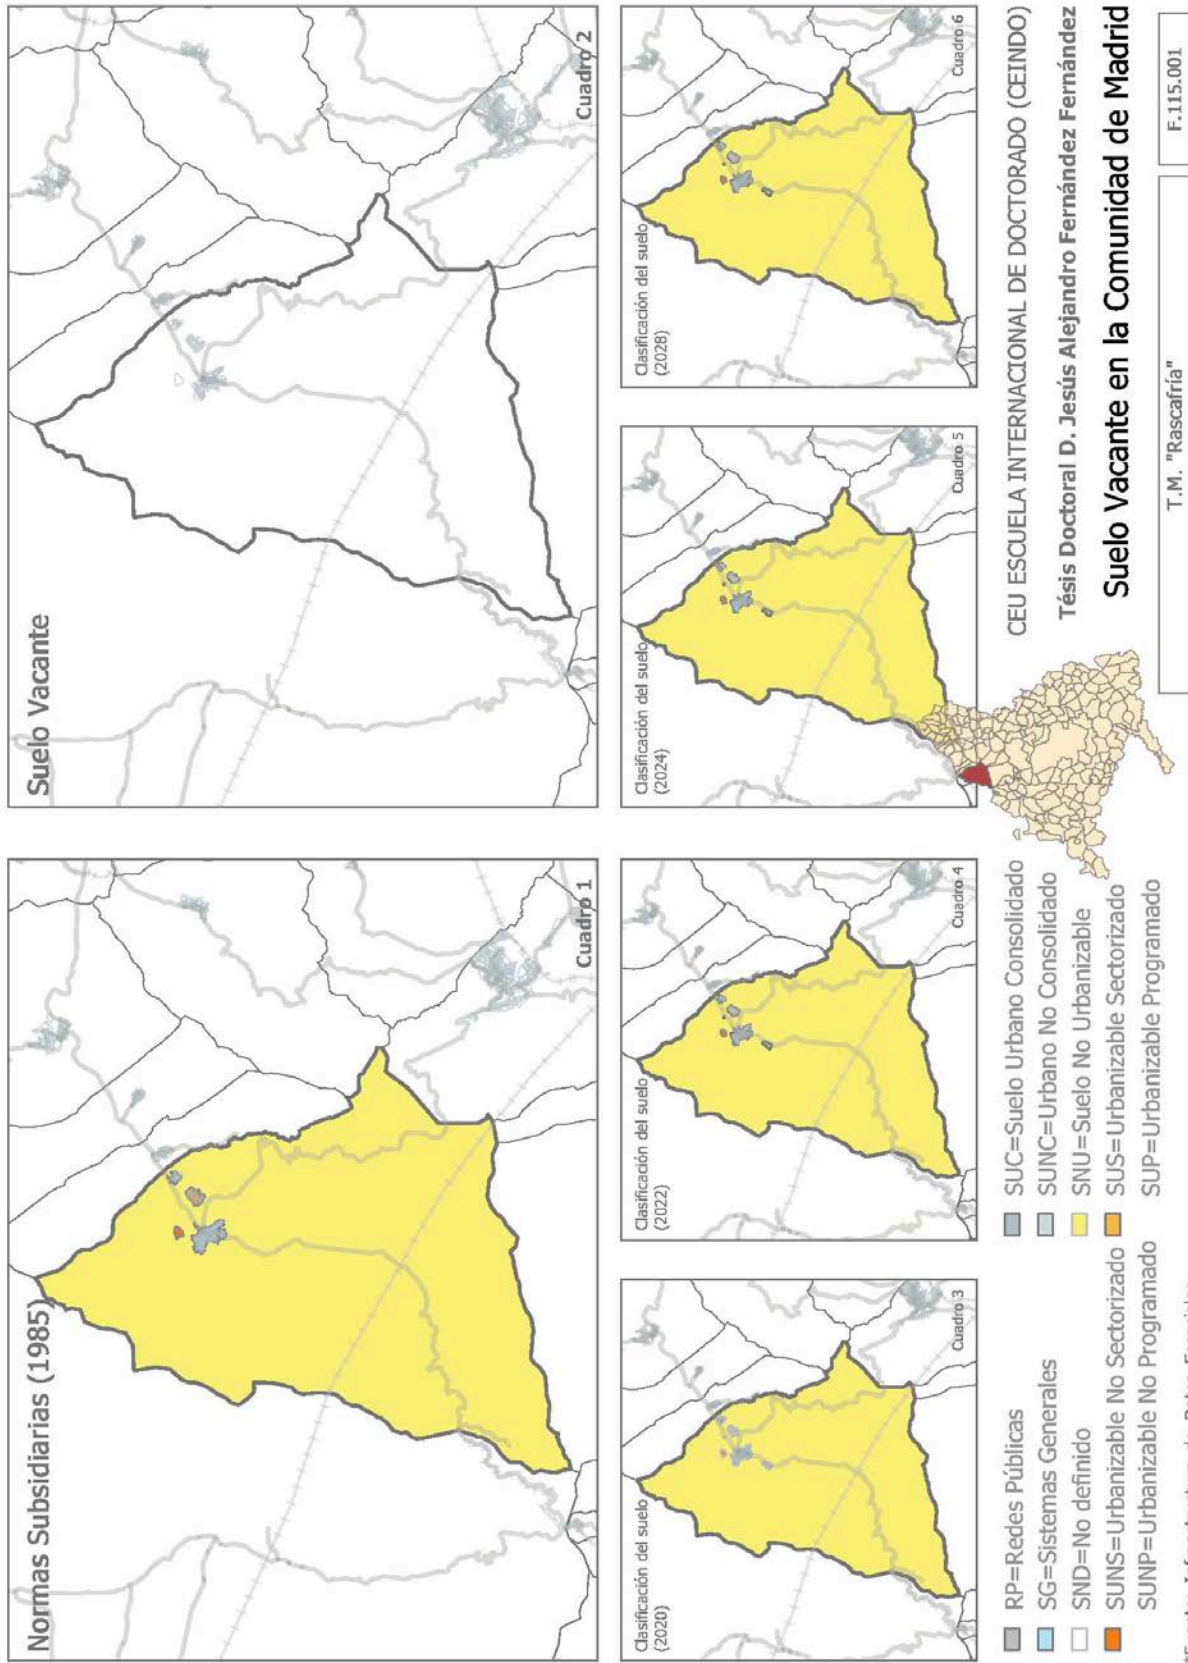 Normas Subsidiarias (1985)
Cuadro 1
Suelo Vacante
Cuadro 2
Clasificación del suelo
(2020)
Cuadro 3
Clasificación del suelo
(2022)
Cuadro 4
Clasificación del suelo
(2024)
Cuadro 5
Clasificación del suelo
(2028)
Cuadro 6
RP=Redes Públicas
SG=Sistemas Generales
SND=No definido
SUNS=Urbanizable No Sectorizado
SUNP=Urbanizable No Programado
SUC=Suelo Urbano Consolidado
SUNC=Urbano No Consolidado
SNU=Suelo No Urbanizable
SUS=Urbanizable Sectorizado
SUP=Urbanizable Programado
CEU ESCUELA INTERNACIONAL DE DOCTORADO (CEINDO)
Tésis Doctoral D. Jesús Alejandro Fernández Fernández
Suelo Vacante en la Comunidad de Madrid
T.M. "Rascafría"
F.115.001